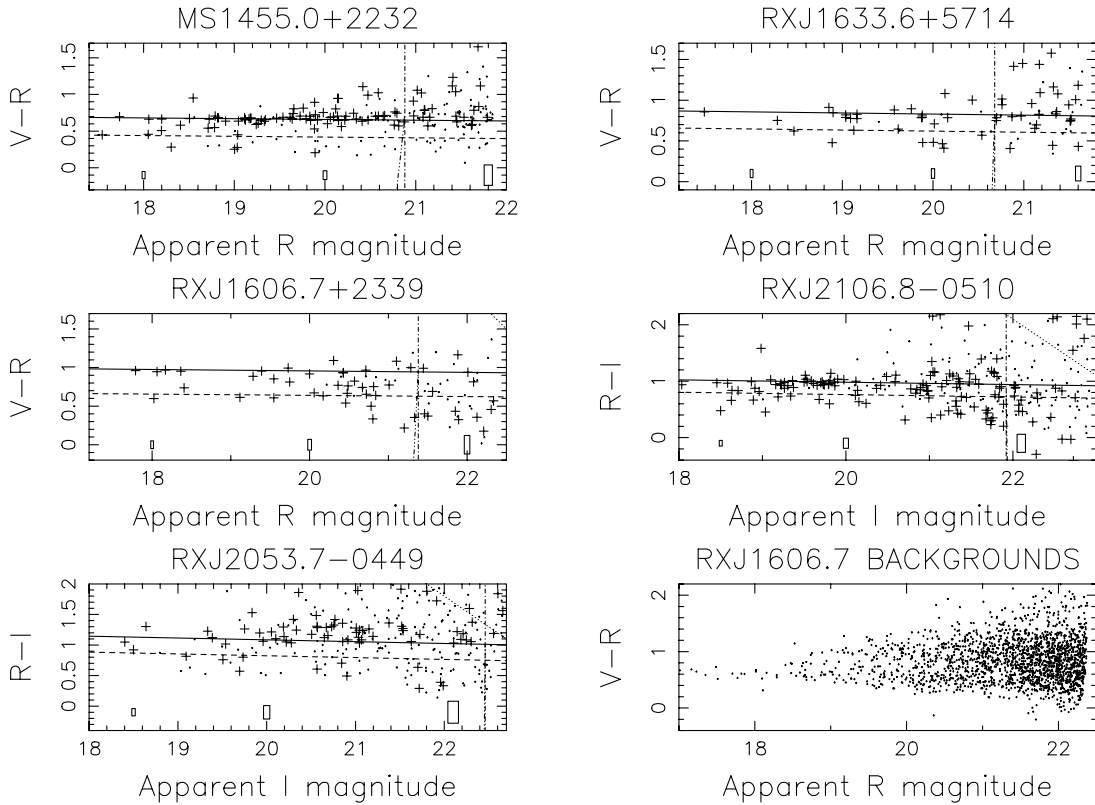 MS1455.0+2232
V−R
0 0.5 1 1.5
18 19 20 21 22
Apparent R magnitude
RXJ1633.6+5714
V−R
0 0.5 1 1.5
18 19 20 21
Apparent R magnitude
RXJ1606.7+2339
V−R
0 0.5 1 1.5
18 20 22
Apparent R magnitude
RXJ2106.8−0510
R−I
0 1 2
18 20 22
Apparent I magnitude
RXJ2053.7−0449
R−I
0 0.5 1 1.5 2
18 19 20 21 22
Apparent I magnitude
RXJ1606.7 BACKGROUNDS
V−R
0 1 2
18 20 22
Apparent R magnitude